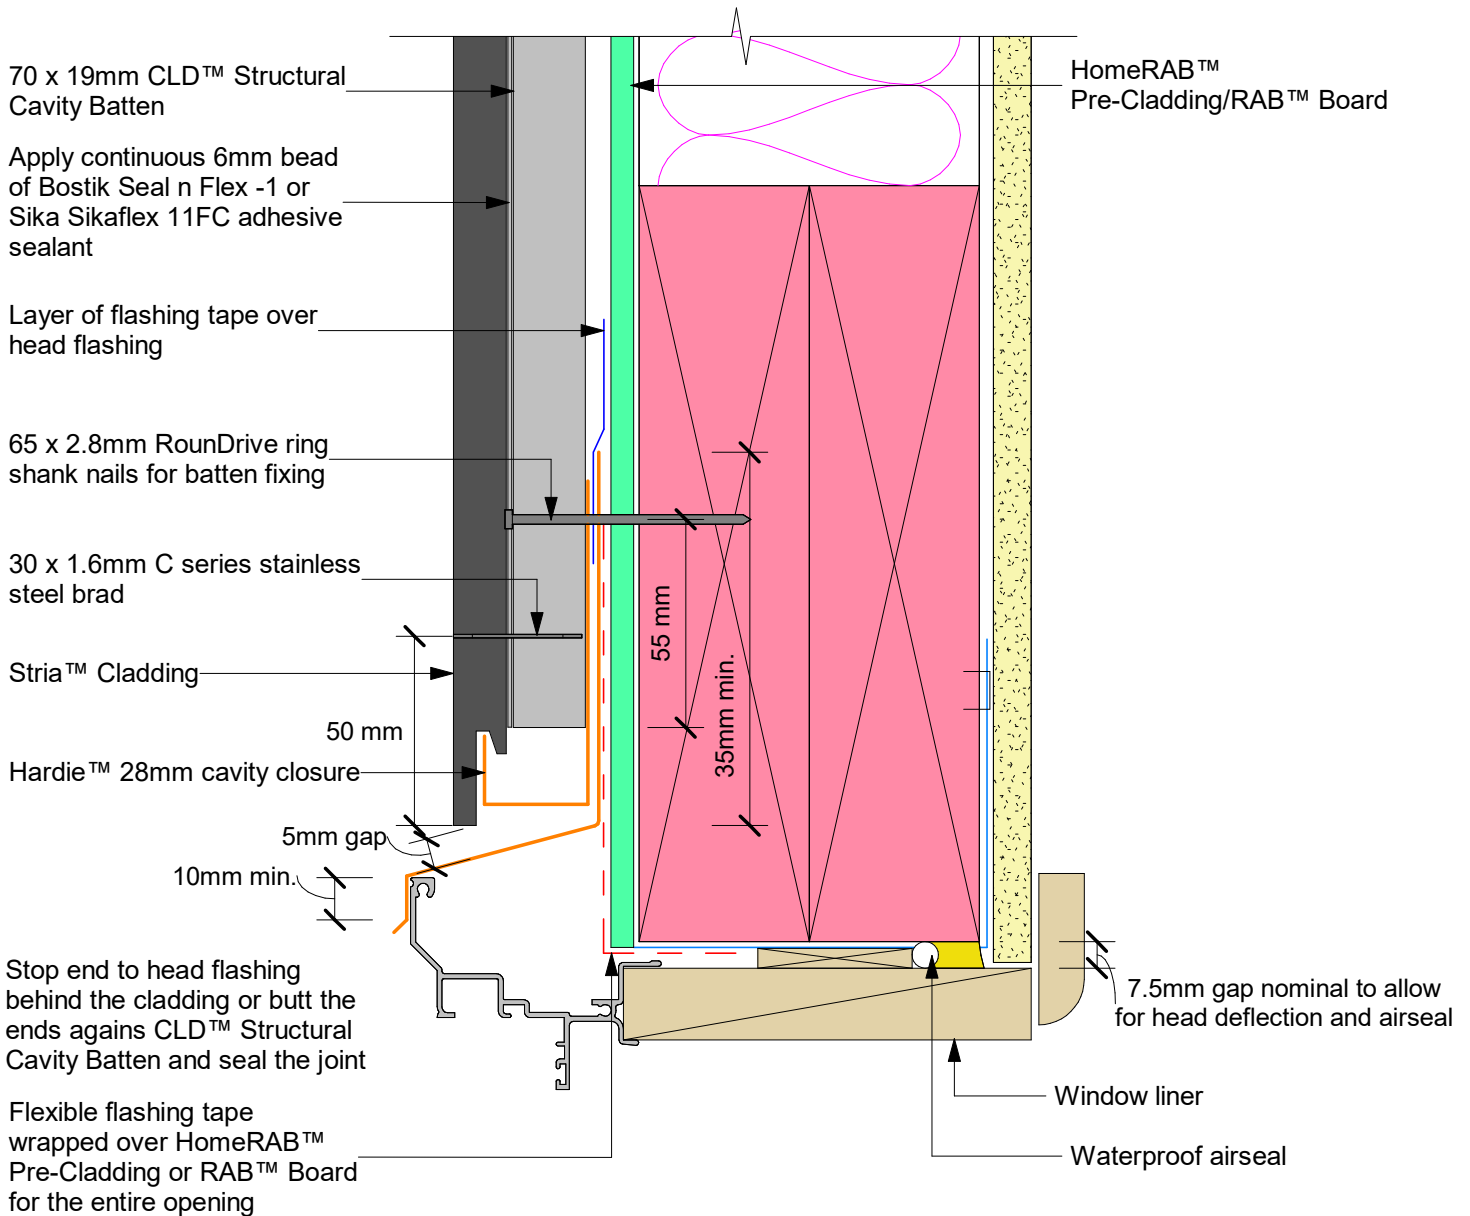 70 x 19mm CLD™ Structural
Cavity Batten
Apply continuous 6mm bead
of Bostik Seal n Flex -1 or
Sika Sikaflex 11FC adhesive
sealant
Layer of flashing tape over
head flashing
65 x 2.8mm RounDrive ring
shank nails for batten fixing
30 x 1.6mm C series stainless
steel brad
Stria™ Cladding
50 mm
Hardie™ 28mm cavity closure
5mm gap
10mm min.
Stop end to head flashing
behind the cladding or butt the
ends agains CLD™ Structural
Cavity Batten and seal the joint
Flexible flashing tape
wrapped over HomeRAB™
Pre-Cladding or RAB™ Board
for the entire opening
55 mm
35mm min.
HomeRAB™
Pre-Cladding/RAB™ Board
7.5mm gap nominal to allow
for head deflection and airseal
Window liner
Waterproof airseal